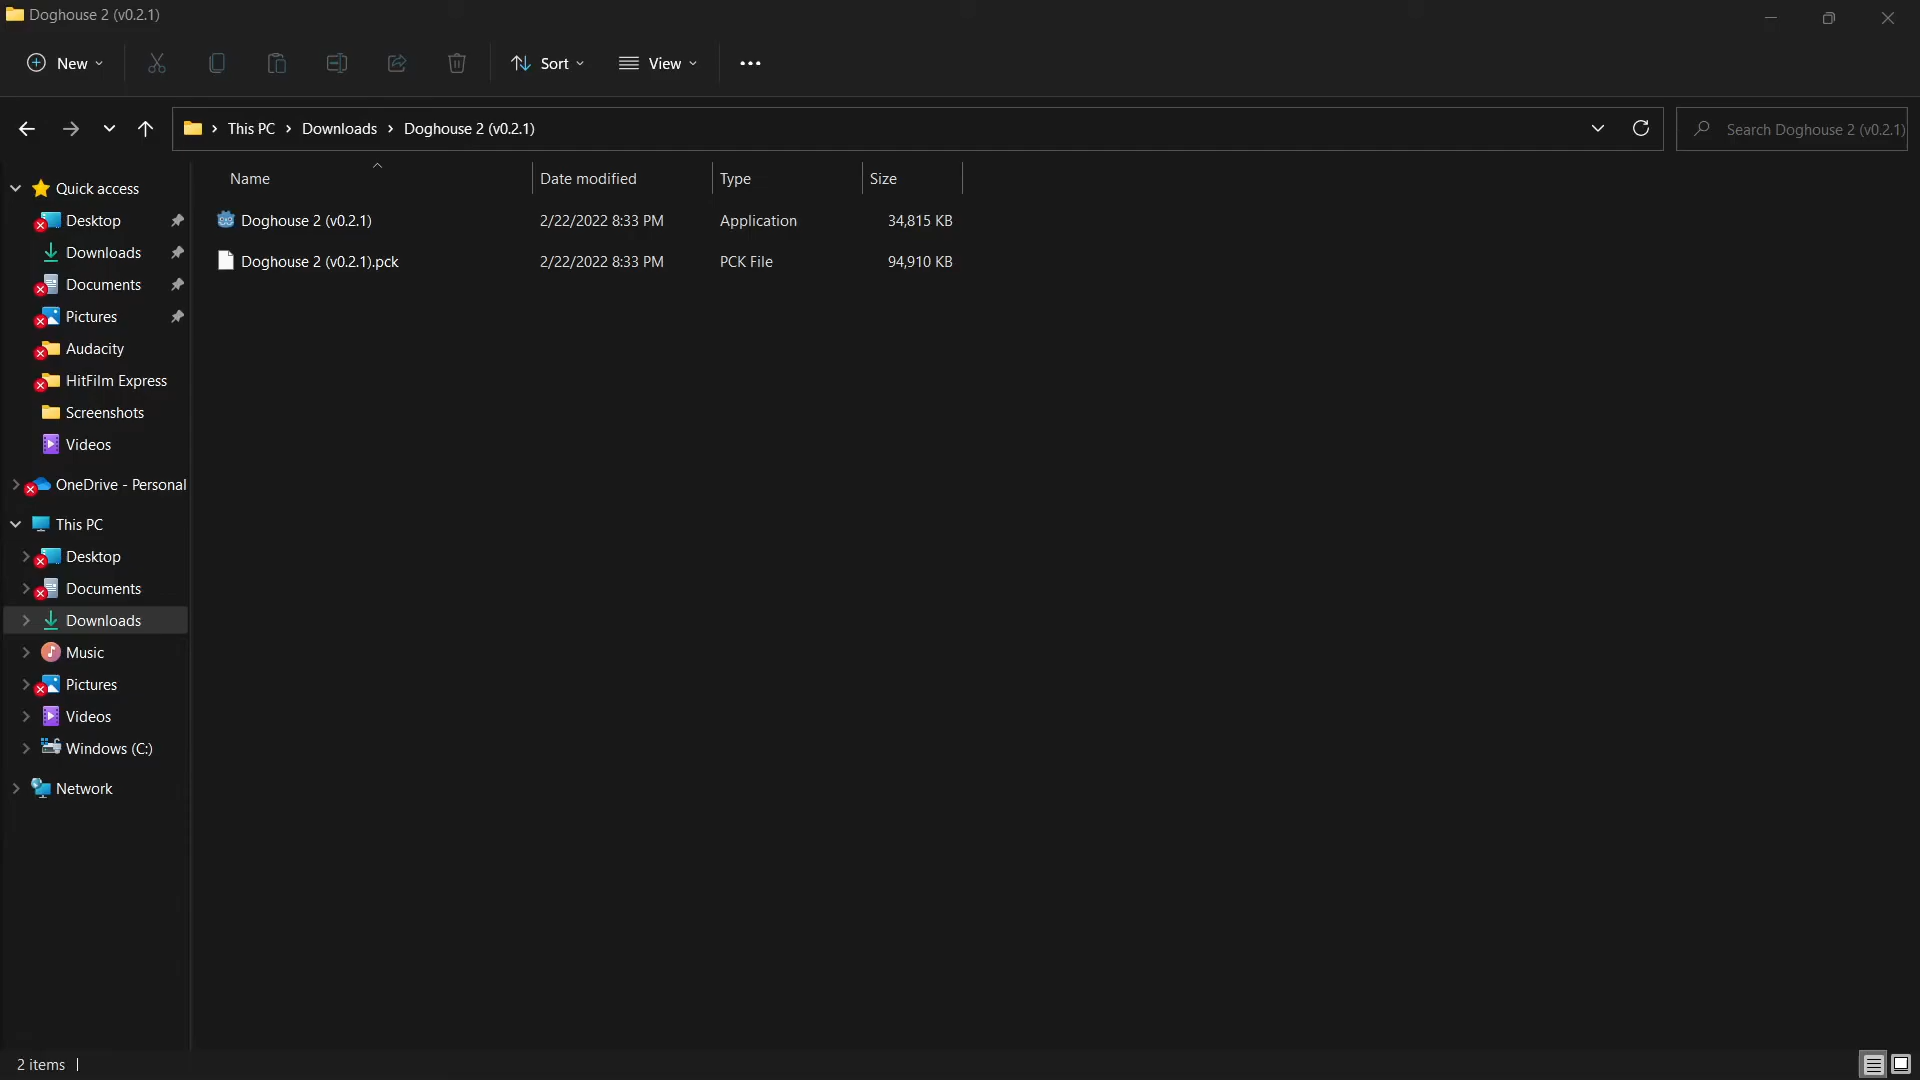 Doghouse 2 (v0.2.1)
New
Sort
View
This PC
Downloads
Doghouse 2 (v0.2.1)
Search Doghouse 2 (v0.2.1)
Name Date modified Type Size
Doghouse 2 (v0.2.1) 2/22/2022 8:33 PM Application 34,815 KB
Doghouse 2 (v0.2.1).pck 2/22/2022 8:33 PM PCK File 94,910 KB
Quick access
Desktop
Downloads
Documents
Pictures
Audacity
HitFilm Express
Screenshots
Videos
OneDrive - Personal
This PC
Desktop
Documents
Downloads
Music
Pictures
Videos
Windows (C:)
Network
2 items